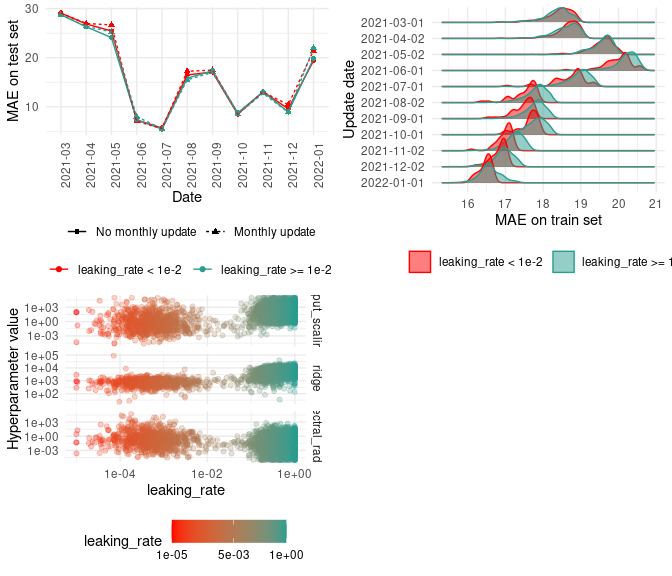 MAE on test set
30
20
10
2021-03
2021-04
2021-05
2021-06
2021-07
2021-08
2021-09
2021-10
2021-11
2021-12
2022-01
Date
No monthly update
Monthly update
leaking_rate < 1e-2
leaking_rate >= 1e-2
Update date
2021-03-01
2021-04-02
2021-05-02
2021-06-01
2021-07-01
2021-08-02
2021-09-01
2021-10-01
2021-11-02
2021-12-02
2022-01-01
16 17 18 19 20 21
MAE on train set
leaking_rate < 1e-2
leaking_rate >= 1
Hyperparameter value
1e+03
1e+00
1e-03
put_scalir
1e+05
1e+04
1e+03
1e+02
ridge
1e+03
1e+00
1e-03
ectral_rad
1e-04 1e-02 1e+00
leaking_rate
leaking_rate
1e-05 5e-03 1e+00